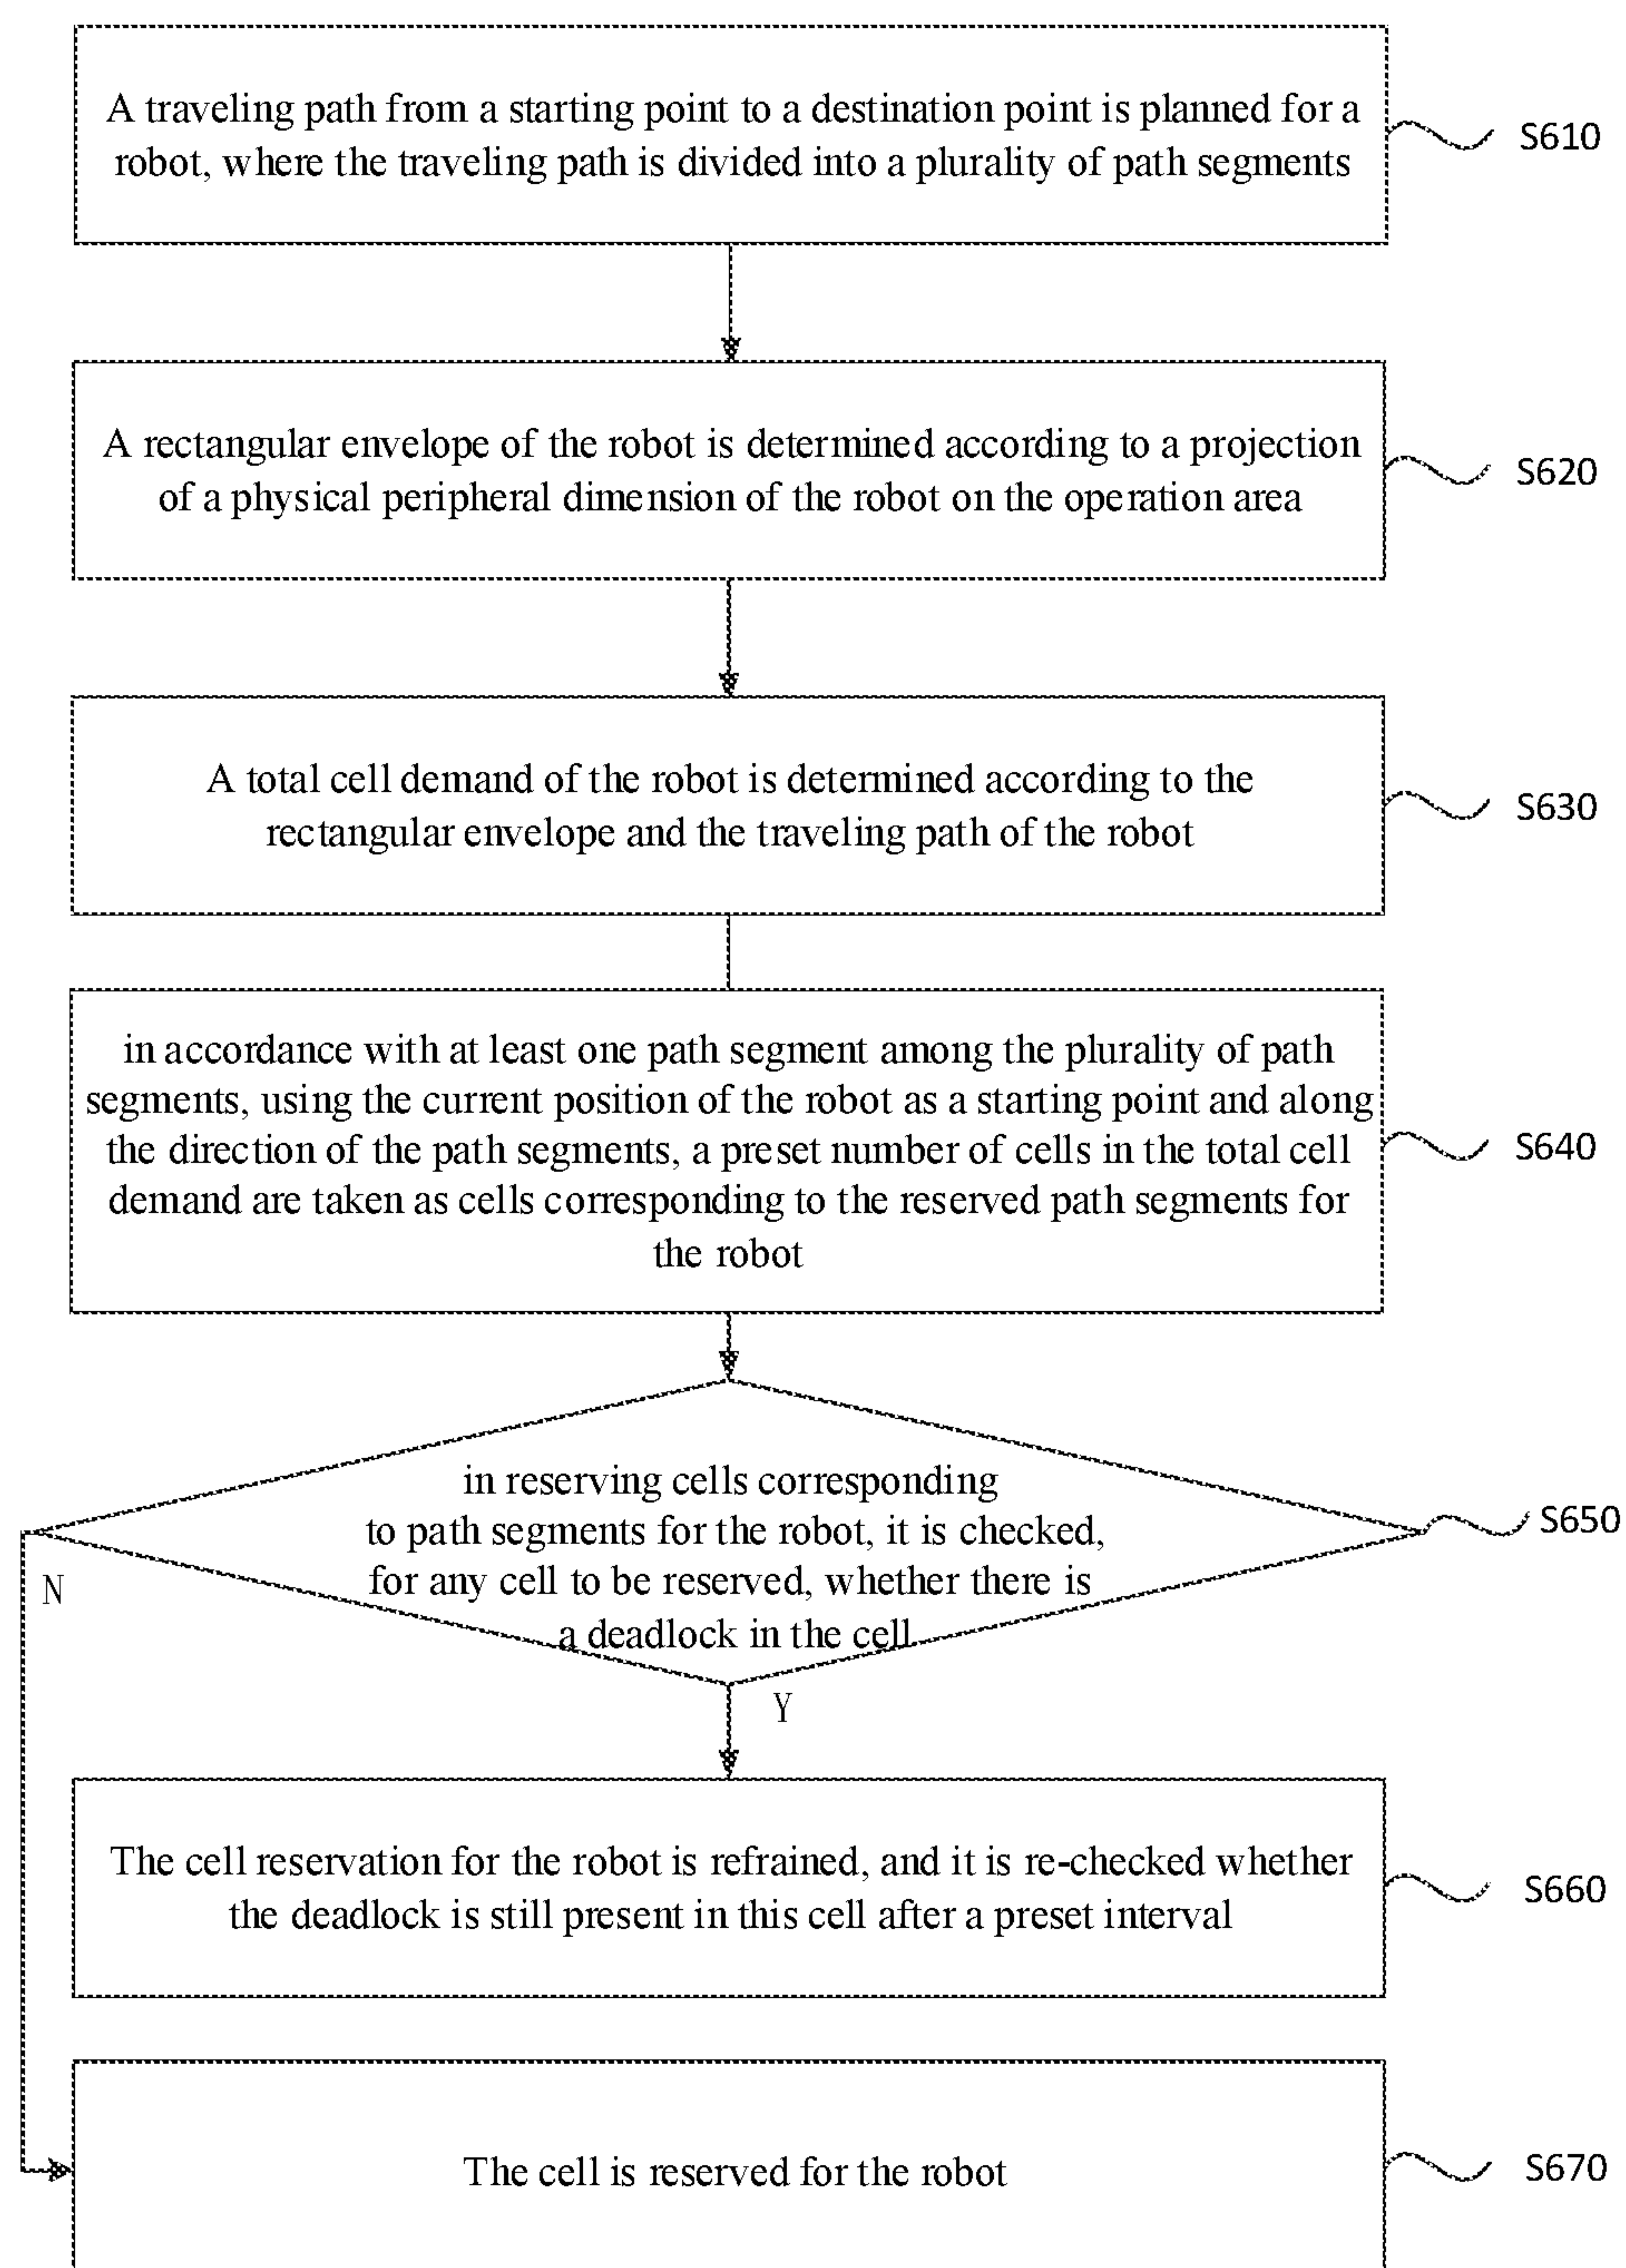 A traveling path from a starting point to a destination point is planned for a
robot, where the traveling path is divided into a plurality of path segments
S610
A rectangular envelope of the robot is determined according to a projection
of a physical peripheral dimension of the robot on the operation area
S620
A total cell demand of the robot is determined according to the
rectangular envelope and the traveling path of the robot
S630
in accordance with at least one path segment among the plurality of path
segments, using the current position of the robot as a starting point and along
the direction of the path segments, a preset number of cells in the total cell
demand are taken as cells corresponding to the reserved path segments for
the robot
S640
in reserving cells corresponding
to path segments for the robot, it is checked,
for any cell to be reserved, whether there is
a deadlock in the cell
S650
N
Y
The cell reservation for the robot is refrained, and it is re-checked whether
the deadlock is still present in this cell after a preset interval
S660
The cell is reserved for the robot
S670